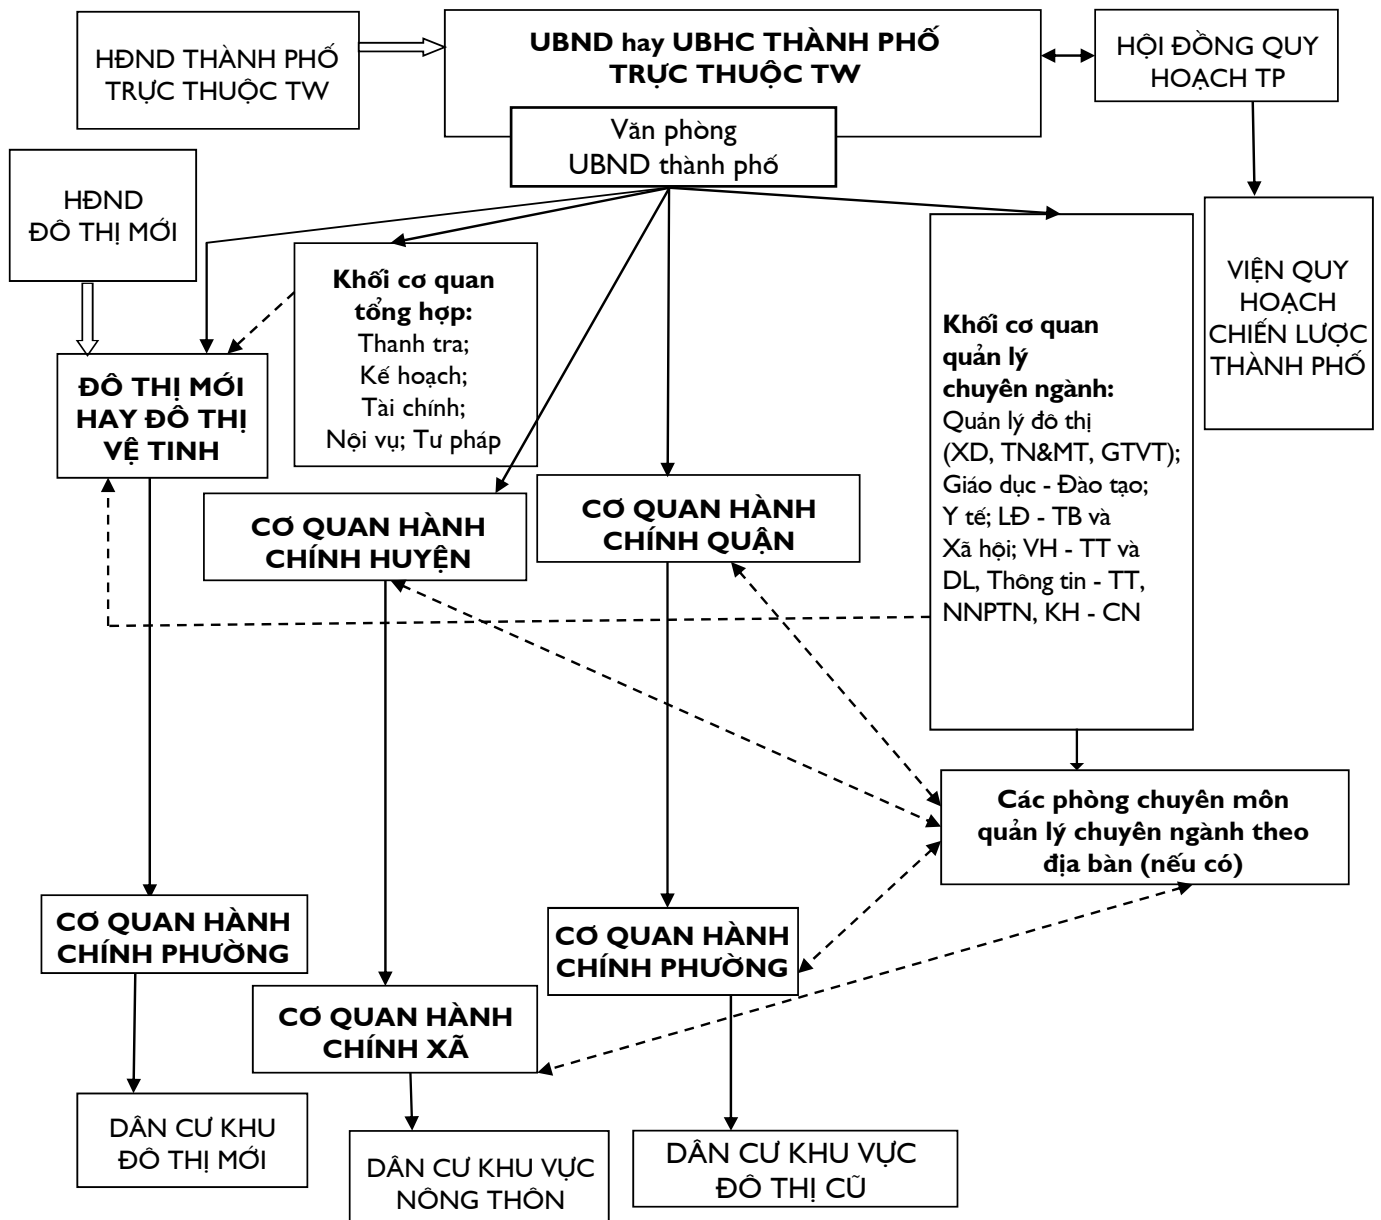 HĐND THÀNH PHỐ
TRỰC THUỘC TW
UBND hay UBHC THÀNH PHỐ
TRỰC THUỘC TW
HỘI ĐỒNG QUY
HOẠCH TP
Văn phòng
UBND thành phố
HĐND
ĐÔ THỊ MỚI
Khối cơ quan
tổng hợp:
Thanh tra;
Kế hoạch;
Tài chính;
Nội vụ; Tư pháp
Khối cơ quan
quản lý
chuyên ngành:
Quản lý đô thị
(XD, TN&MT, GTVT);
Giáo dục - Đào tạo;
Y tế; LĐ - TB và
Xã hội; VH - TT và
DL, Thông tin - TT,
NNPTN, KH - CN
VIỆN QUY
HOẠCH
CHIẾN LƯỢC
THÀNH PHỐ
ĐÔ THỊ MỚI
HAY ĐÔ THỊ
VỆ TINH
CƠ QUAN HÀNH
CHÍNH HUYỆN
CƠ QUAN HÀNH
CHÍNH QUẬN
Các phòng chuyên môn
quản lý chuyên ngành theo
địa bàn (nếu có)
CƠ QUAN HÀNH
CHÍNH PHƯỜNG
CƠ QUAN HÀNH
CHÍNH XÃ
CƠ QUAN HÀNH
CHÍNH PHƯỜNG
DÂN CƯ KHU
ĐÔ THỊ MỚI
DÂN CƯ KHU VỰC
NÔNG THÔN
DÂN CƯ KHU VỰC
ĐÔ THỊ CŨ